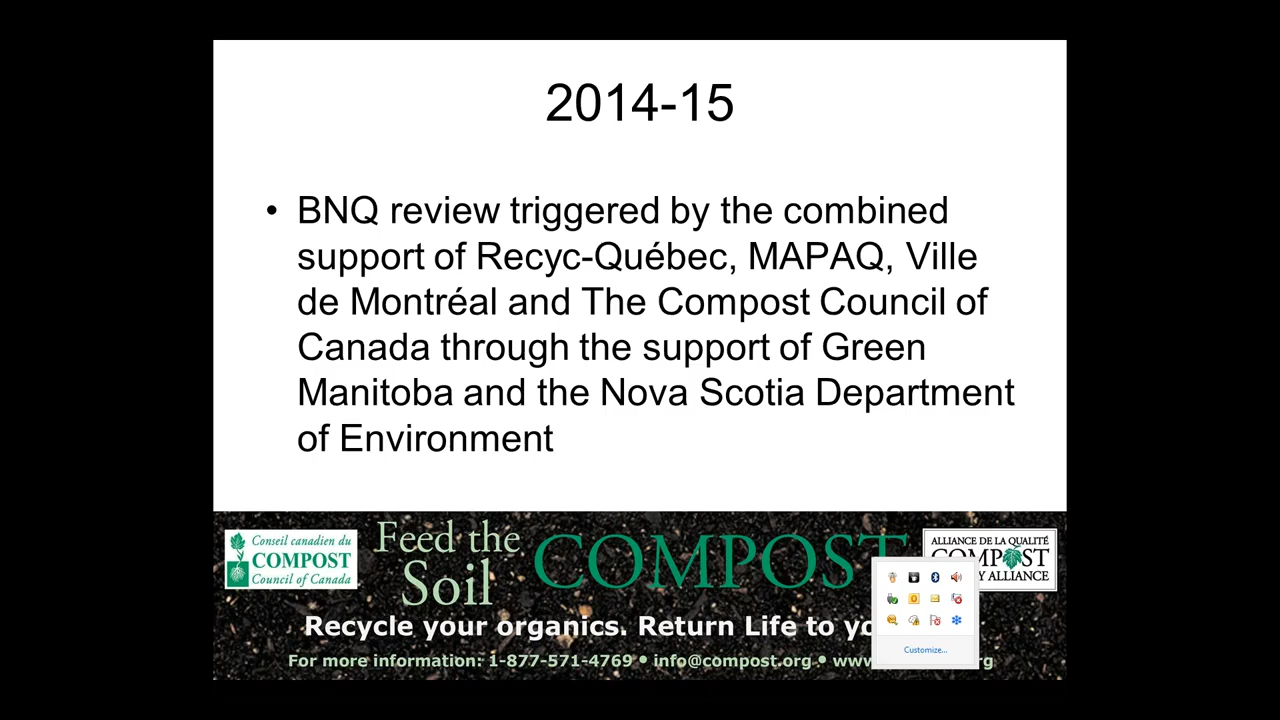 2014-15
• BNQ review triggered by the combined
support of Recyc-Québec, MAPAQ, Ville
de Montréal and The Compost Council of
Canada through the support of Green
Manitoba and the Nova Scotia Department
of Environment
Conseil canadien du
COMPOST
Council of Canada
Feed the
Soil
COMPOST
ALLIANCE DE LA QUALITÉ
COMPOST
Y ALLIANCE
Recycle your organics. Return Life to
For more information: 1-877-571-4769 • info@compost.org •
Customize...